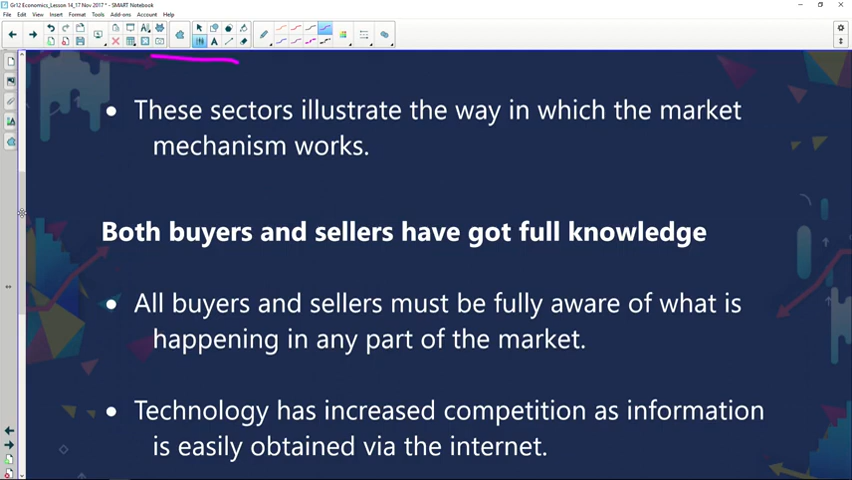 Gr12 Economics_Lesson 14_17 Nov 2017 * - SMART Notebook
File Edit View Insert Format Tools Add-ons Account Help
• These sectors illustrate the way in which the market
mechanism works.
Both buyers and sellers have got full knowledge
• All buyers and sellers must be fully aware of what is
happening in any part of the market.
• Technology has increased competition as information
is easily obtained via the internet.